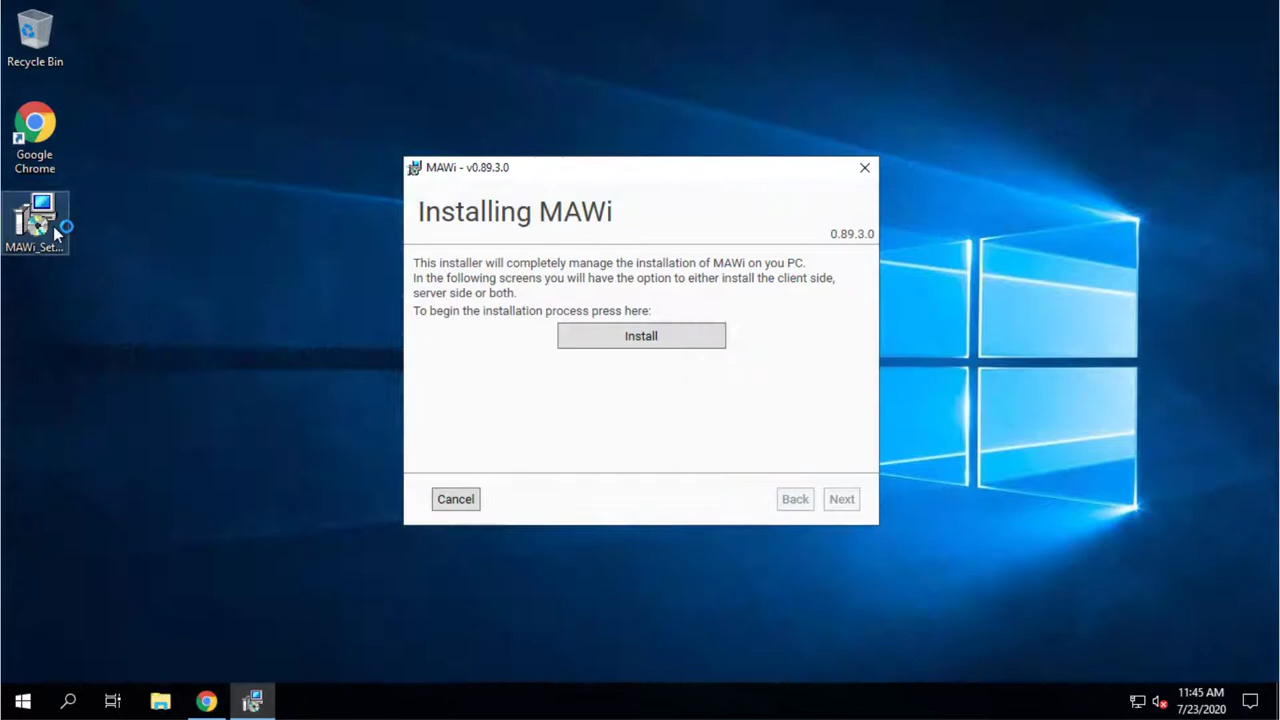 Recycle Bin
Google
Chrome
MAWi_Set...
MAWi - v0.89.3.0
Installing MAWi
0.89.3.0
This installer will completely manage the installation of MAWi on you PC.
In the following screens you will have the option to either install the client side,
server side or both.
To begin the installation process press here:
Install
Cancel
Back
Next
11:45 AM
7/23/2020